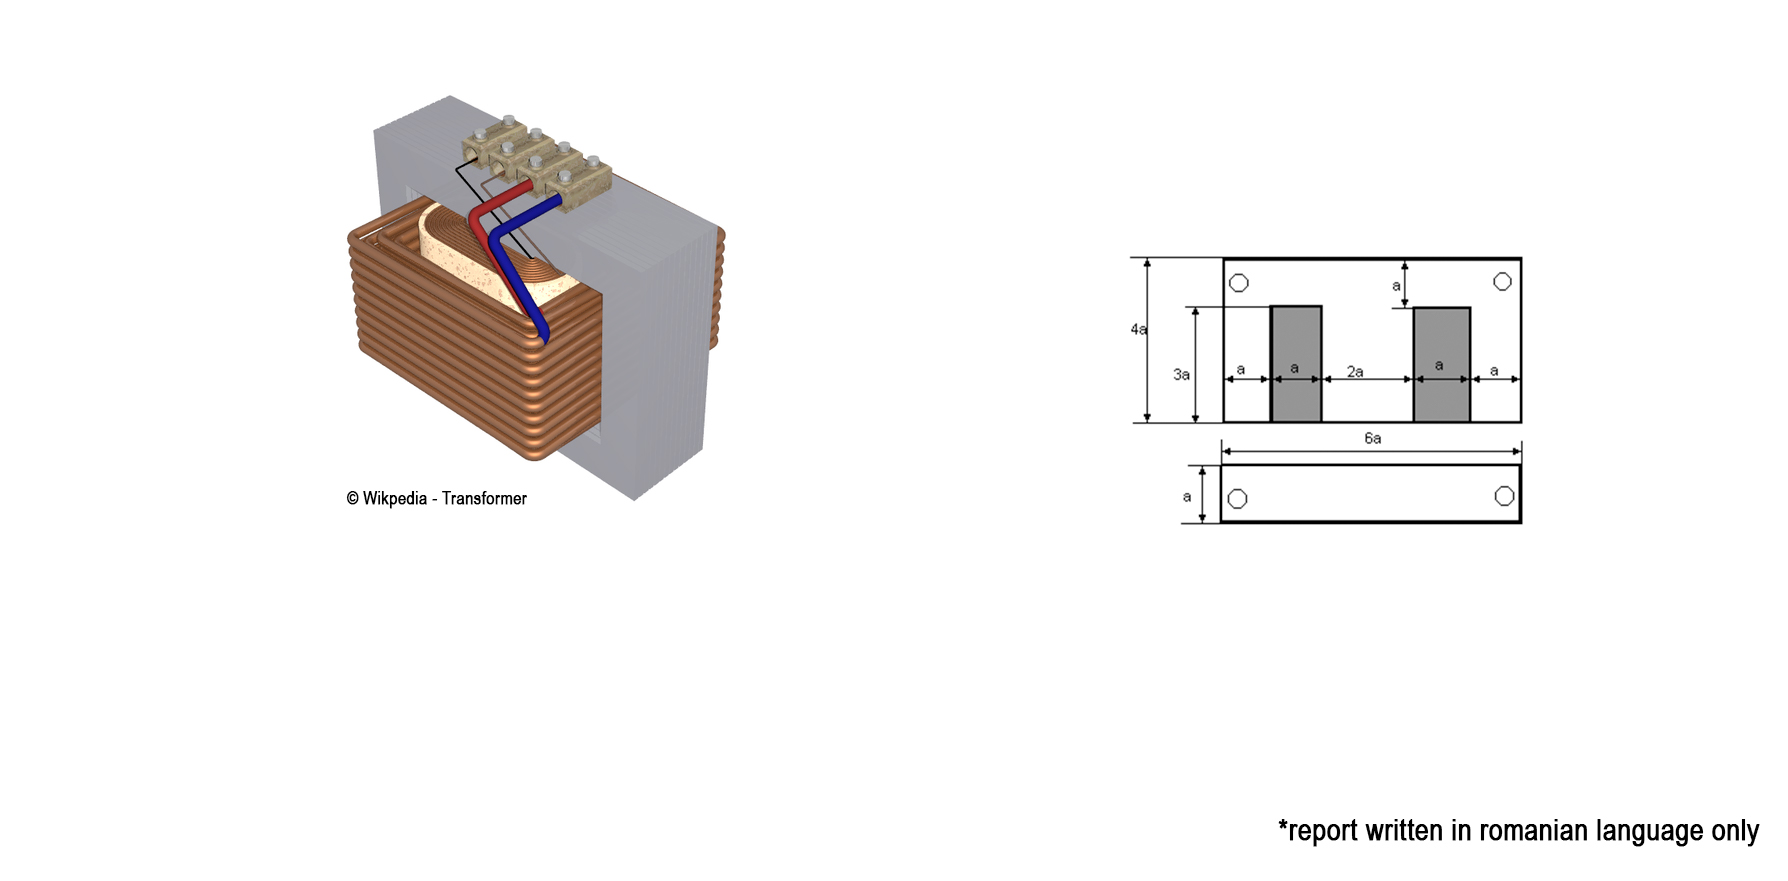 © Wikpedia - Transformer
a
4a
3a
a
a
2a
a
a
6a
a
*report written in romanian language only